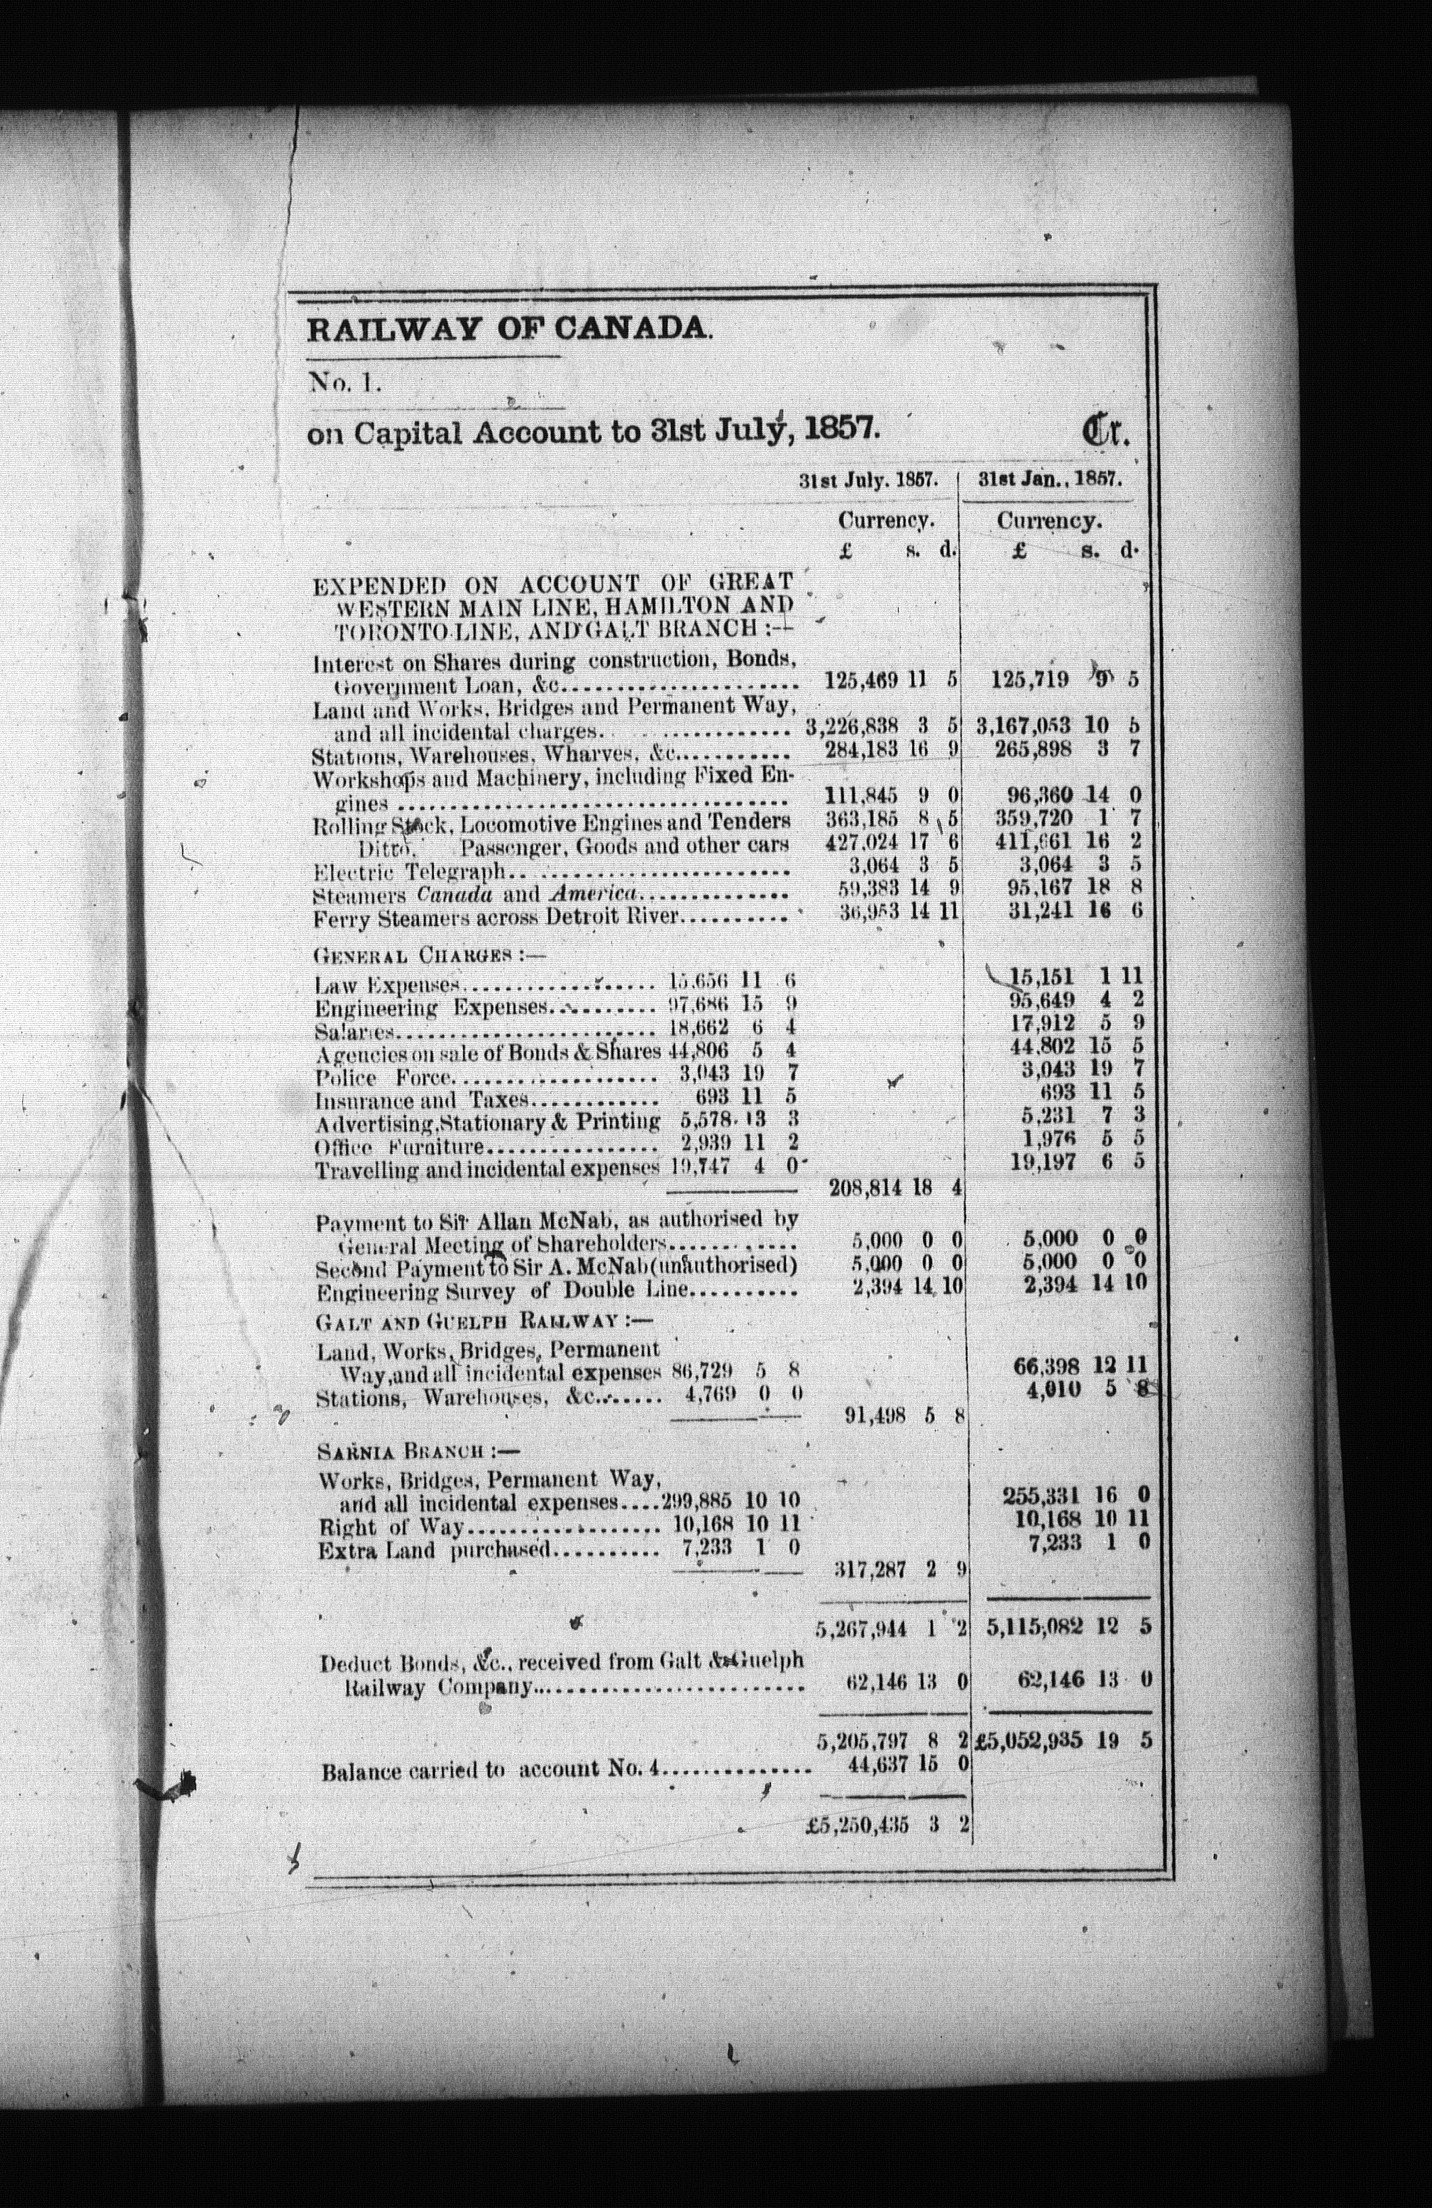 RAILWAY OF CANADA.
No. 1.
on Capital Account to 31st July, 1857. Cr.
31st July. 1857. 31st Jan., 1857.
Currency. Currency.
£ s. d. £ s. d.
EXPENDED ON ACCOUNT OF GREAT
WESTERN MAIN LINE, HAMILTON AND
TORONTO LINE, AND GALT BRANCH :—
Interest on Shares during construction, Bonds,
Government Loan, &c..................... 125,469 11 5 125,719 9 5
Land and Works, Bridges and Permanent Way,
and all incidental charges. ............. 3,226,838 3 5 3,167,053 10 5
Stations, Warehouses, Wharves, &c........... 284,183 16 9 265,898 3 7
Workshops and Machinery, including Fixed En-
gines .................................... 111,845 9 0 96,360 14 0
Rolling Stock, Locomotive Engines and Tenders 363,185 8 5 359,720 1 7
Ditto, Passenger, Goods and other cars 427,024 17 6 411,661 16 2
Electric Telegraph.......................... 3,064 3 5 3,064 3 5
Steamers Canada and America.............. 59,383 14 9 95,167 18 8
Ferry Steamers across Detroit River.......... 36,953 14 11 31,241 16 6
GENERAL CHARGES :—
Law Expenses.................. 15,656 11 6 15,151 1 11
Engineering Expenses.......... 97,686 15 9 95,649 4 2
Salaries........................ 18,662 6 4 17,912 5 9
Agencies on sale of Bonds & Shares 44,806 5 4 44,802 15 5
Police Force................... 3,043 19 7 3,043 19 7
Insurance and Taxes............ 693 11 5 693 11 5
Advertising, Stationary & Printing 5,578 13 3 5,231 7 3
Office Furniture................ 2,939 11 2 1,976 5 5
Travelling and incidental expenses 19,747 4 0 19,197 6 5
208,814 18 4
Payment to Sir Allan McNab, as authorised by
General Meeting of Shareholders............ 5,000 0 0 5,000 0 0
Second Payment to Sir A. McNab (unauthorised) 5,000 0 0 5,000 0 0
Engineering Survey of Double Line.......... 2,394 14 10 2,394 14 10
GALT AND GUELPH RAILWAY :—
Land, Works, Bridges, Permanent
Way, and all incidental expenses 86,729 5 8 66,398 12 11
Stations, Warehouses, &c....... 4,769 0 0 4,010 5 8
91,498 5 8
SARNIA BRANCH :—
Works, Bridges, Permanent Way,
and all incidental expenses....299,885 10 10 255,331 16 0
Right of Way.................. 10,168 10 11 10,168 10 11
Extra Land purchased.......... 7,233 1 0 7,233 1 0
317,287 2 9
5,267,944 1 2 5,115,082 12 5
Deduct Bonds, &c., received from Galt & Guelph
Railway Company......................... 62,146 13 0 62,146 13 0
5,205,797 8 2 £5,052,935 19 5
Balance carried to account No. 4.............. 44,637 15 0
£5,250,435 3 2